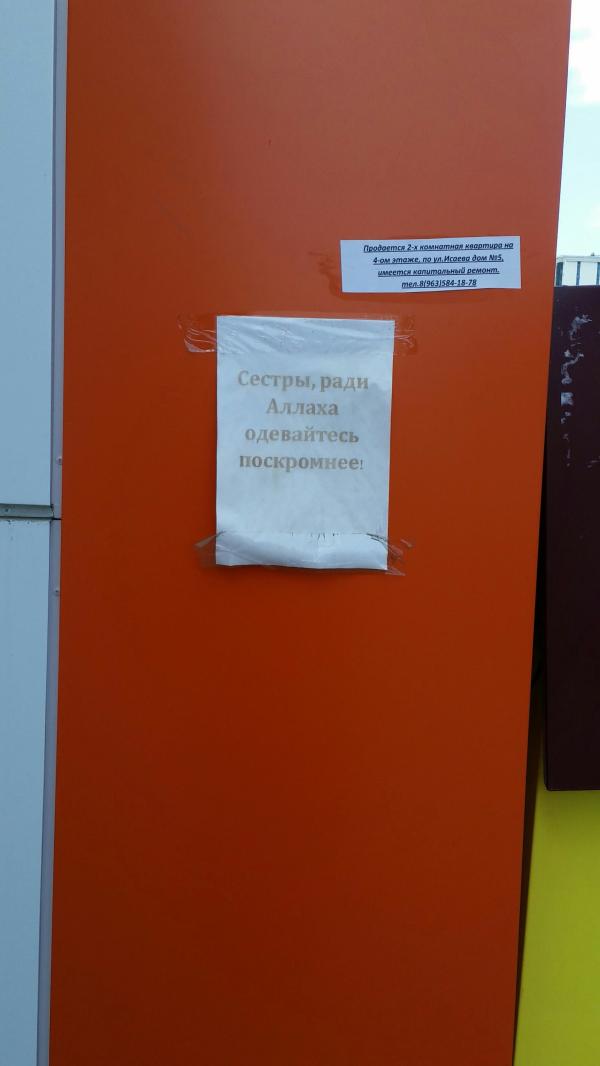 Продается 2-х комнатная квартира на
4-ом этаже, по ул.Исаева дом №5,
имеется капитальный ремонт.
тел.8(963)584-18-78
Сестры, ради
Аллаха
одевайтесь
поскромнее!